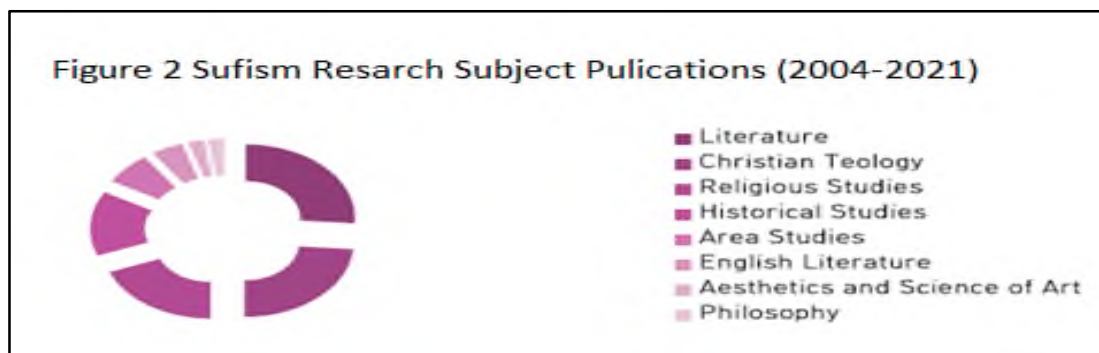 Figure 2 Sufism Resarch Subject Pulications (2004-2021)
Literature
Christian Teology
Religious Studies
Historical Studies
Area Studies
English Literature
Aesthetics and Science of Art
Philosophy